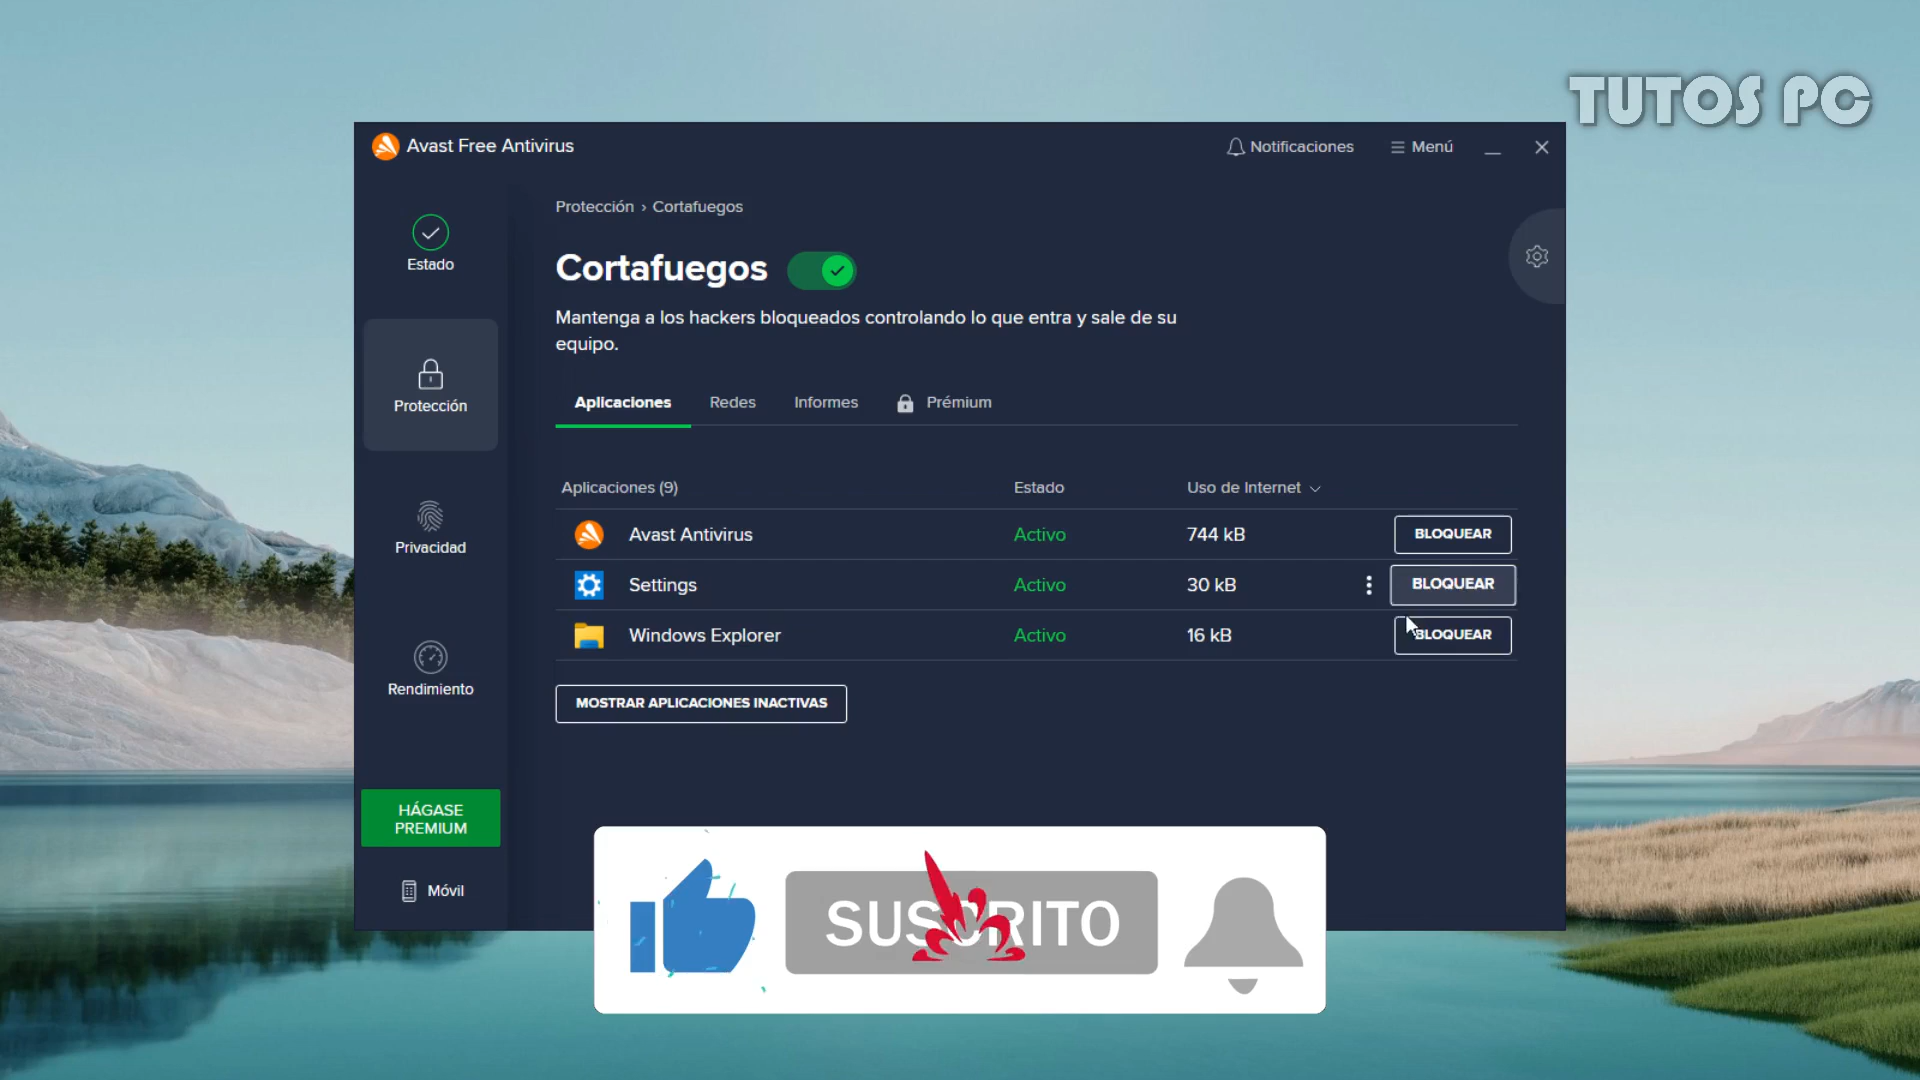 TUTOS PC
Avast Free Antivirus
Notificaciones
Menú
Estado
Protección
Privacidad
Rendimiento
HÁGASE
PREMIUM
Móvil
Protección › Cortafuegos
Cortafuegos
Mantenga a los hackers bloqueados controlando lo que entra y sale de su
equipo.
Aplicaciones Redes Informes Prémium
Aplicaciones (9) Estado Uso de Internet
Avast Antivirus Activo 744 kB BLOQUEAR
Settings Activo 30 kB BLOQUEAR
Windows Explorer Activo 16 kB BLOQUEAR
MOSTRAR APLICACIONES INACTIVAS
SUSCRITO